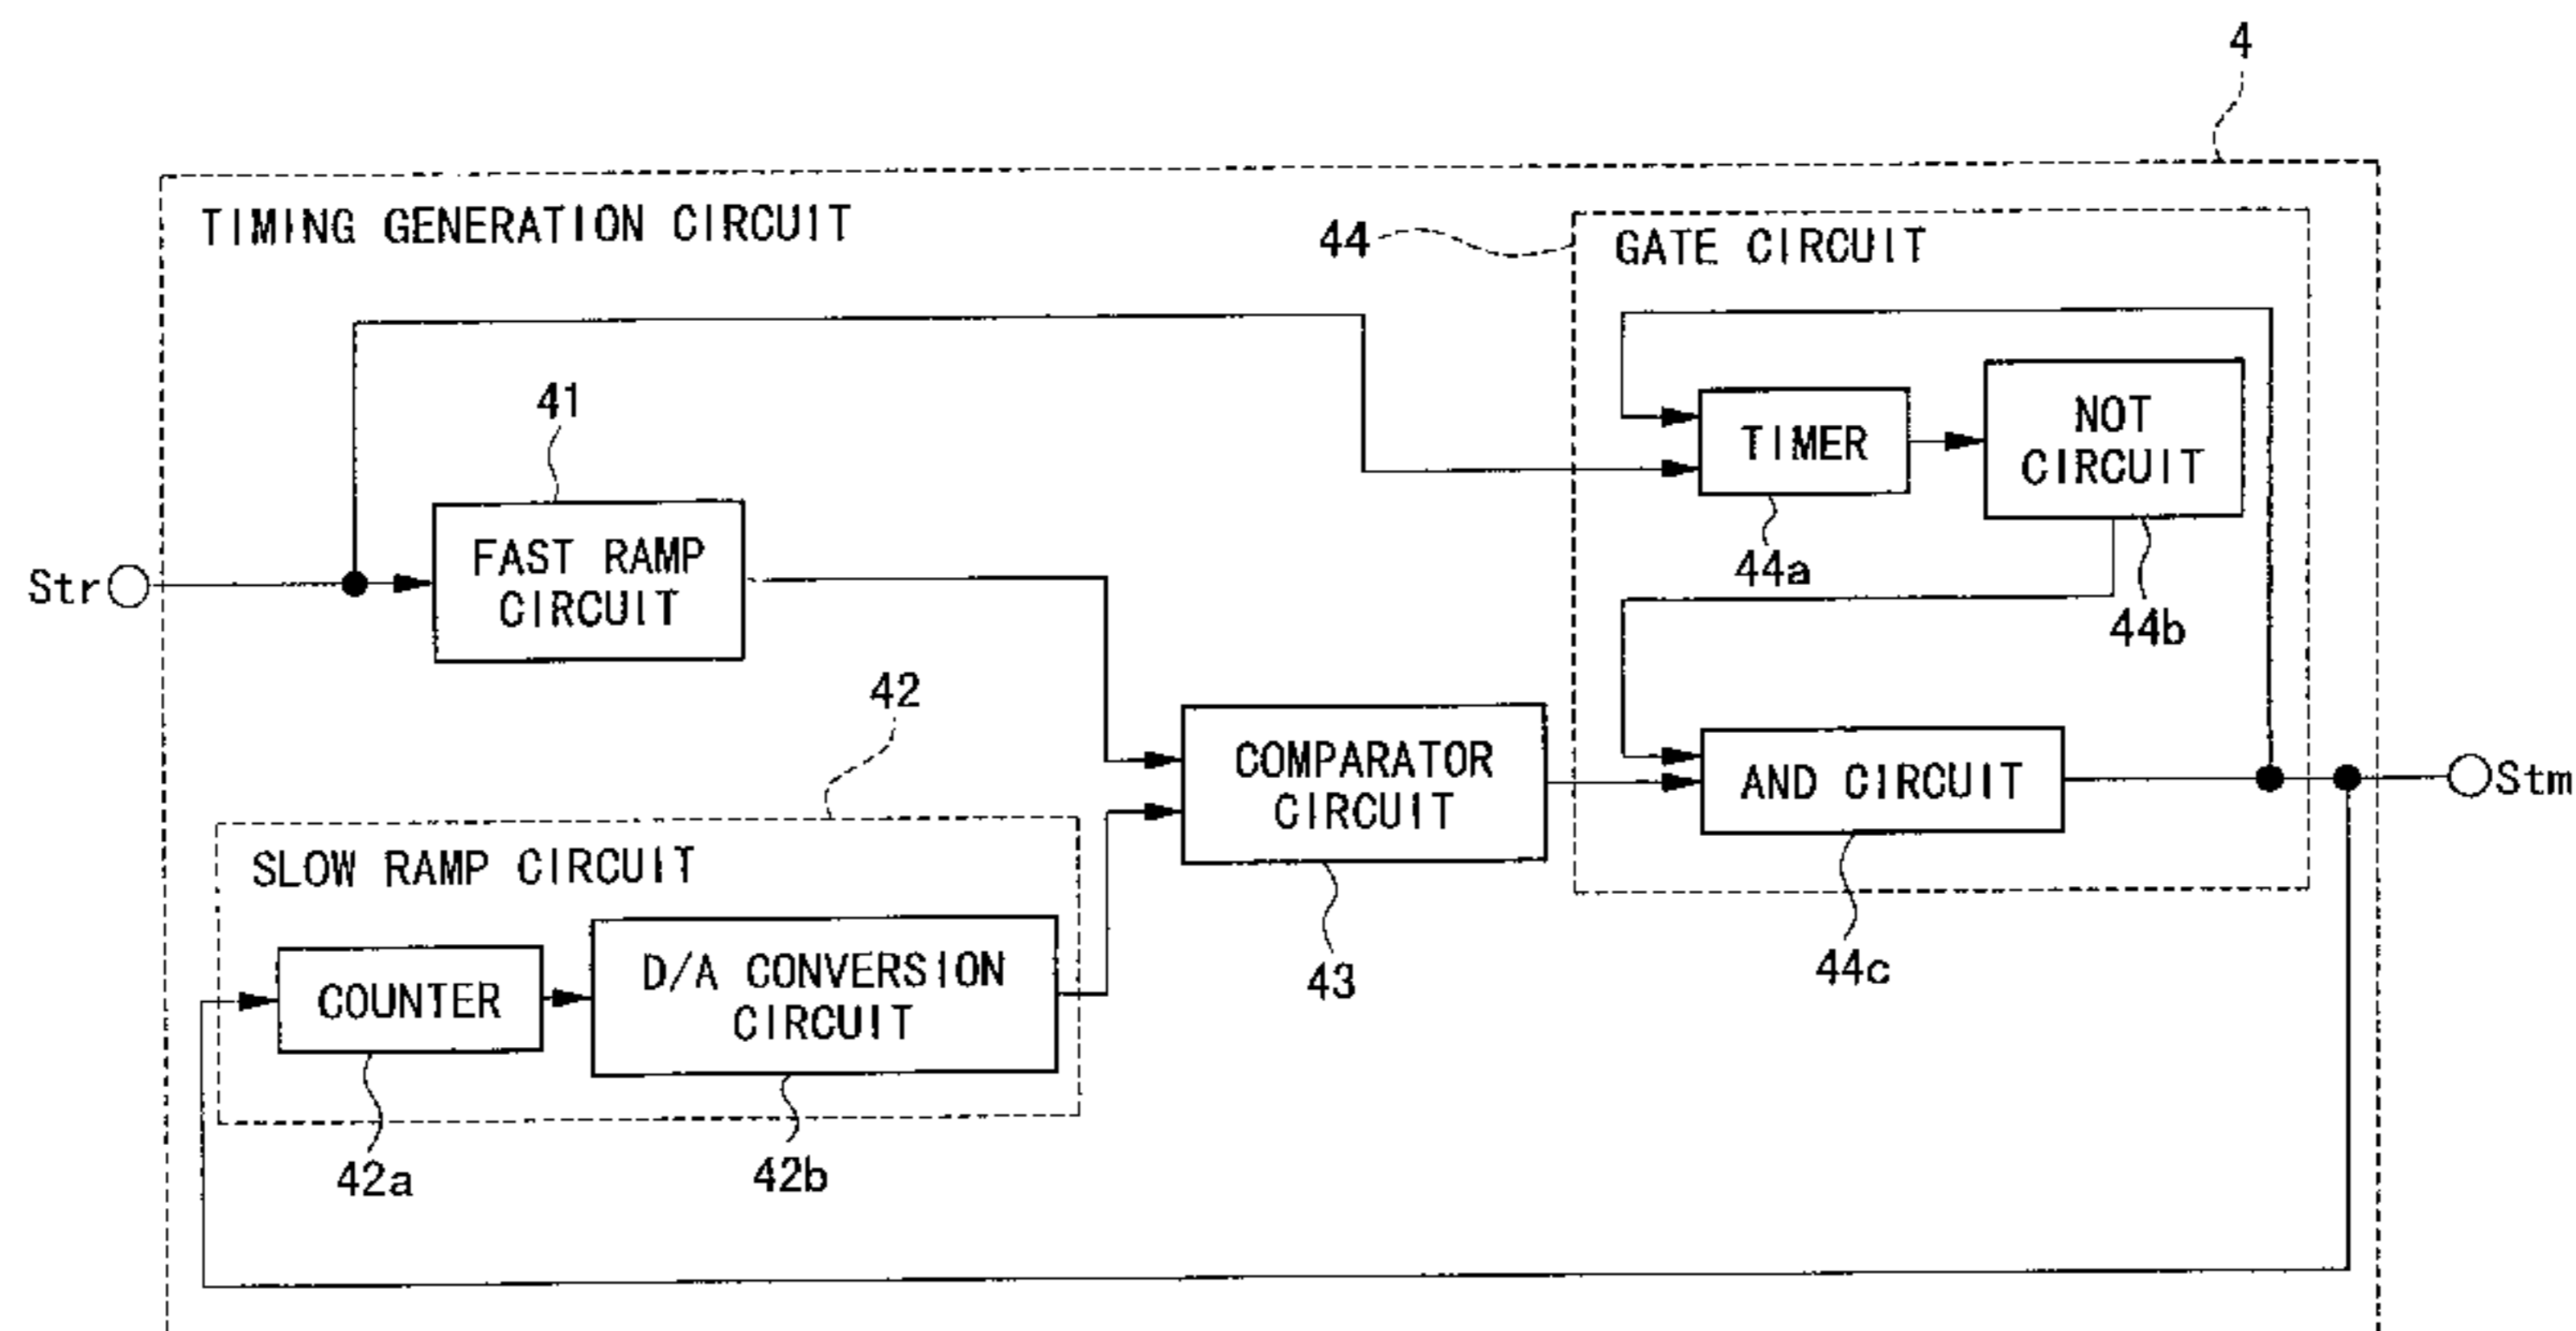 4
TIMING GENERATION CIRCUIT
44
GATE CIRCUIT
41
TIMER
NOT
CIRCUIT
FAST RAMP
CIRCUIT
Str
44a
44b
42
COMPARATOR
CIRCUIT
AND CIRCUIT
Stm
SLOW RAMP CIRCUIT
COUNTER
D/A CONVERSION
CIRCUIT
43
44c
42a
42b